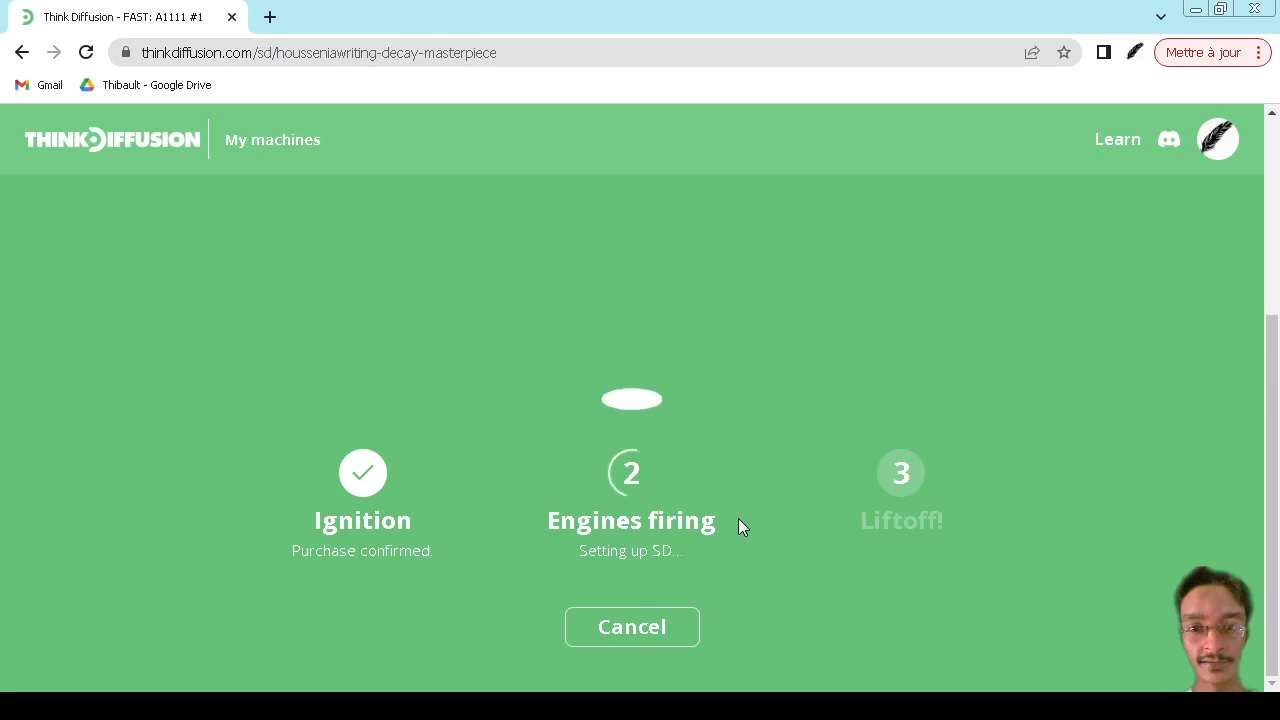 Think Diffusion - FAST: A1111 #1
thinkdiffusion.com/sd/housseniawriting-decay-masterpiece
Mettre à jour
Gmail
Thibault - Google Drive
THINKDIFFUSION
My machines
Learn
2
3
Ignition
Engines firing
Liftoff!
Purchase confirmed.
Setting up SD...
Cancel